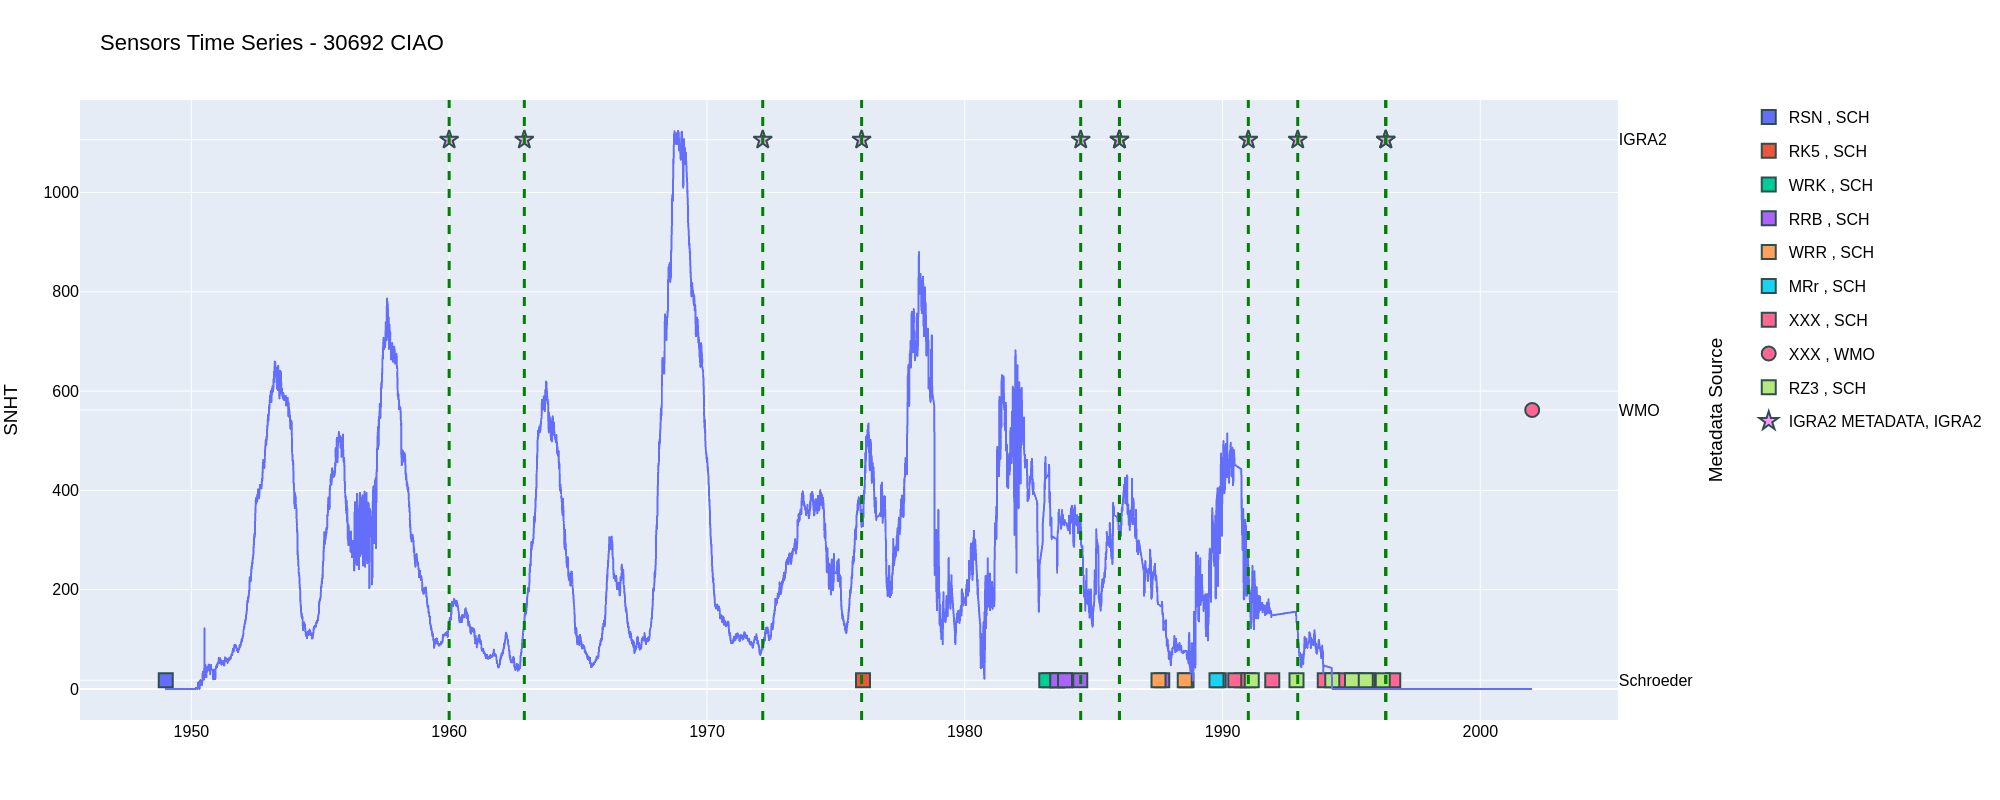 Sensors Time Series - 30692 CIAO
SNHT
1000
800
600
400
200
0
1950
1960
1970
1980
1990
2000
IGRA2
WMO
Schroeder
Metadata Source
RSN , SCH
RK5 , SCH
WRK , SCH
RRB , SCH
WRR , SCH
MRr , SCH
XXX , SCH
XXX , WMO
RZ3 , SCH
IGRA2 METADATA, IGRA2